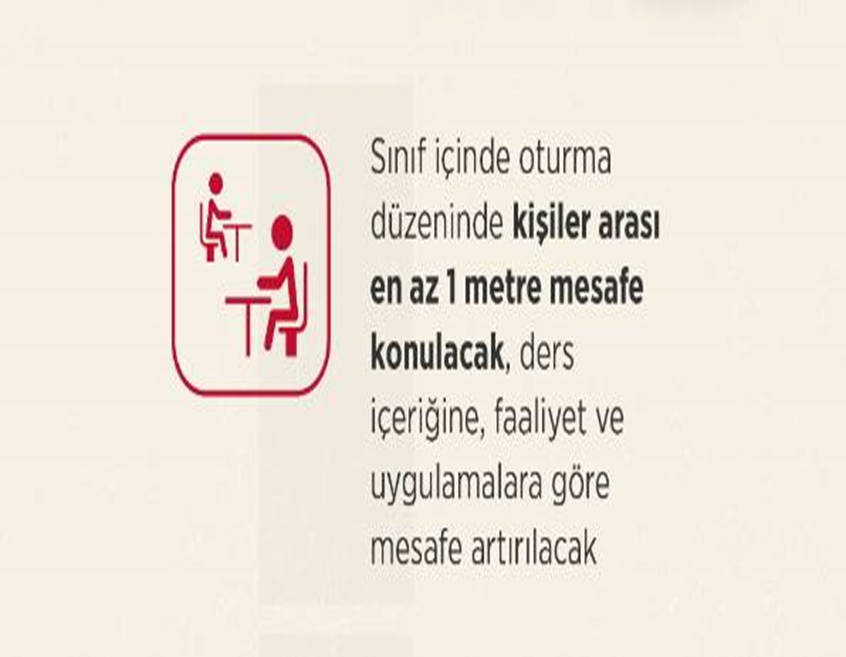 Sınıf içinde oturma
düzeninde kişiler arası
en az 1 metre mesafe
konulacak, ders
içeriğine, faaliyet ve
uygulamalara göre
mesafe artırılacak